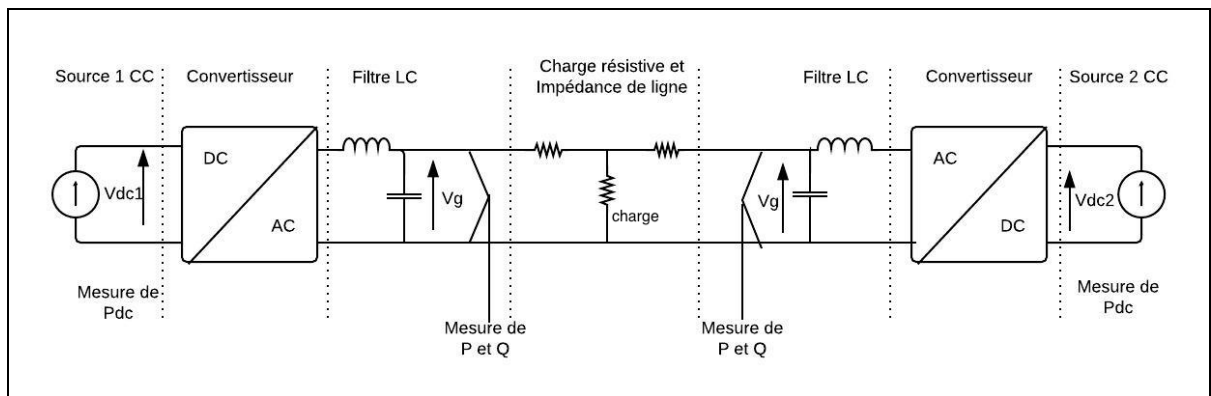 Source 1 CC
Convertisseur
Filtre LC
Charge résistive et
Impédance de ligne
Filtre LC
Convertisseur
Source 2 CC
DC
AC
Vdc1
Vg
charge
Vg
AC
DC
Vdc2
Mesure de
Pdc
Mesure de
P et Q
Mesure de
P et Q
Mesure de
Pdc